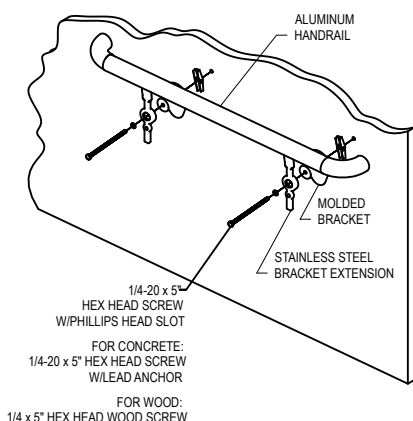 ALUMINUM
HANDRAIL
MOLDED
BRACKET
STAINLESS STEEL
BRACKET EXTENSION
1/4-20 x 5"
HEX HEAD SCREW
W/PHILLIPS HEAD SLOT
FOR CONCRETE:
1/4-20 x 5" HEX HEAD SCREW
W/LEAD ANCHOR
FOR WOOD:
1/4 x 5" HEX HEAD WOOD SCREW